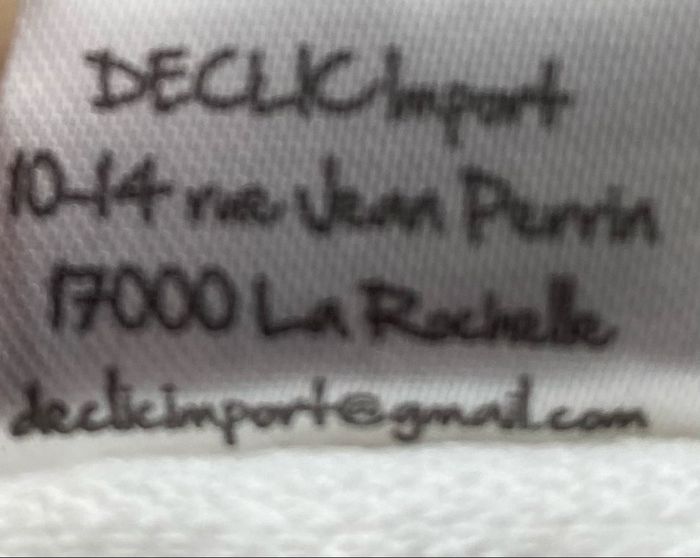 DECLIC Import
10-14 rue Jean Perrin
17000 La Rochelle
declicimport@gmail.com